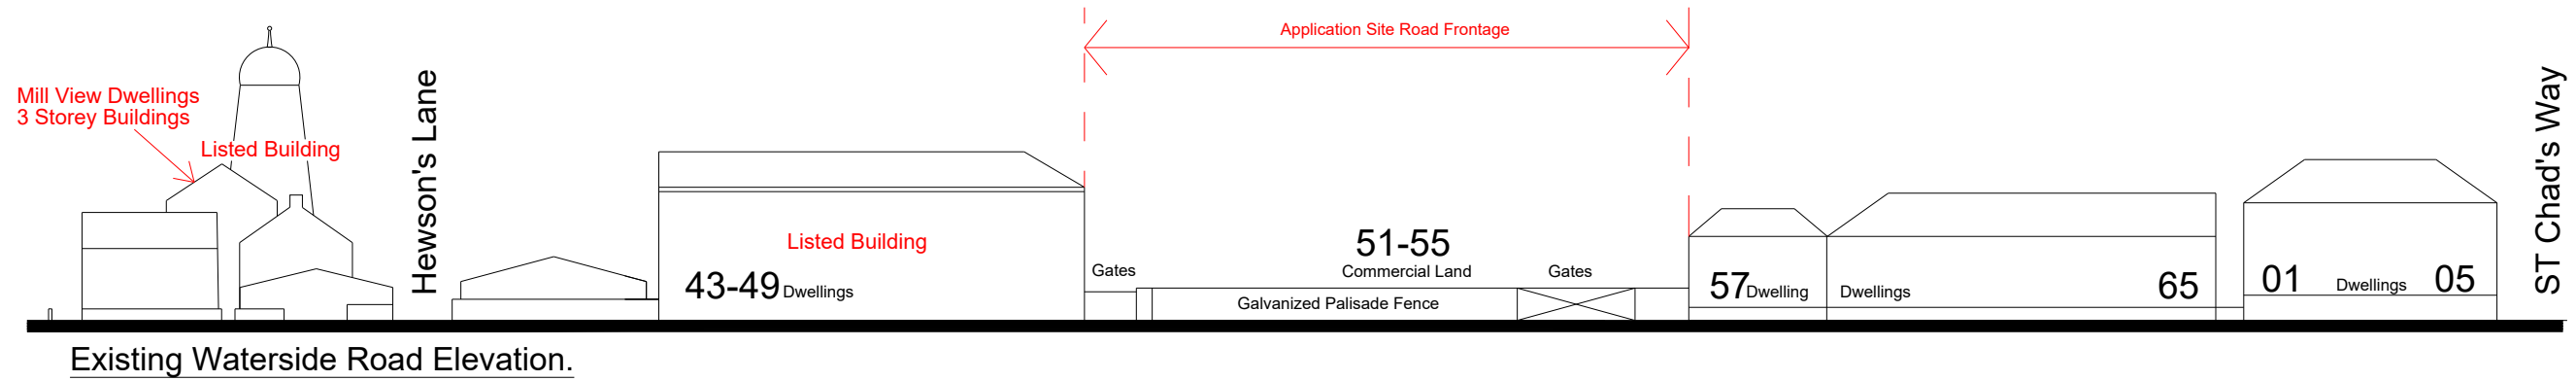 Application Site Road Frontage
Mill View Dwellings
3 Storey Buildings
Listed Building
Hewson's Lane
Listed Building
43-49 Dwellings
Gates
51-55
Commercial Land
Gates
Galvanized Palisade Fence
57 Dwelling
Dwellings
65
01 Dwellings 05
ST Chad's Way
Existing Waterside Road Elevation.